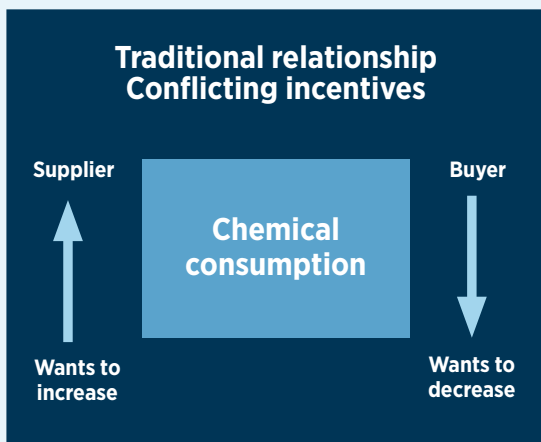 Traditional relationship
Conflicting incentives
Supplier
Buyer
Chemical
consumption
Wants to
increase
Wants to
decrease